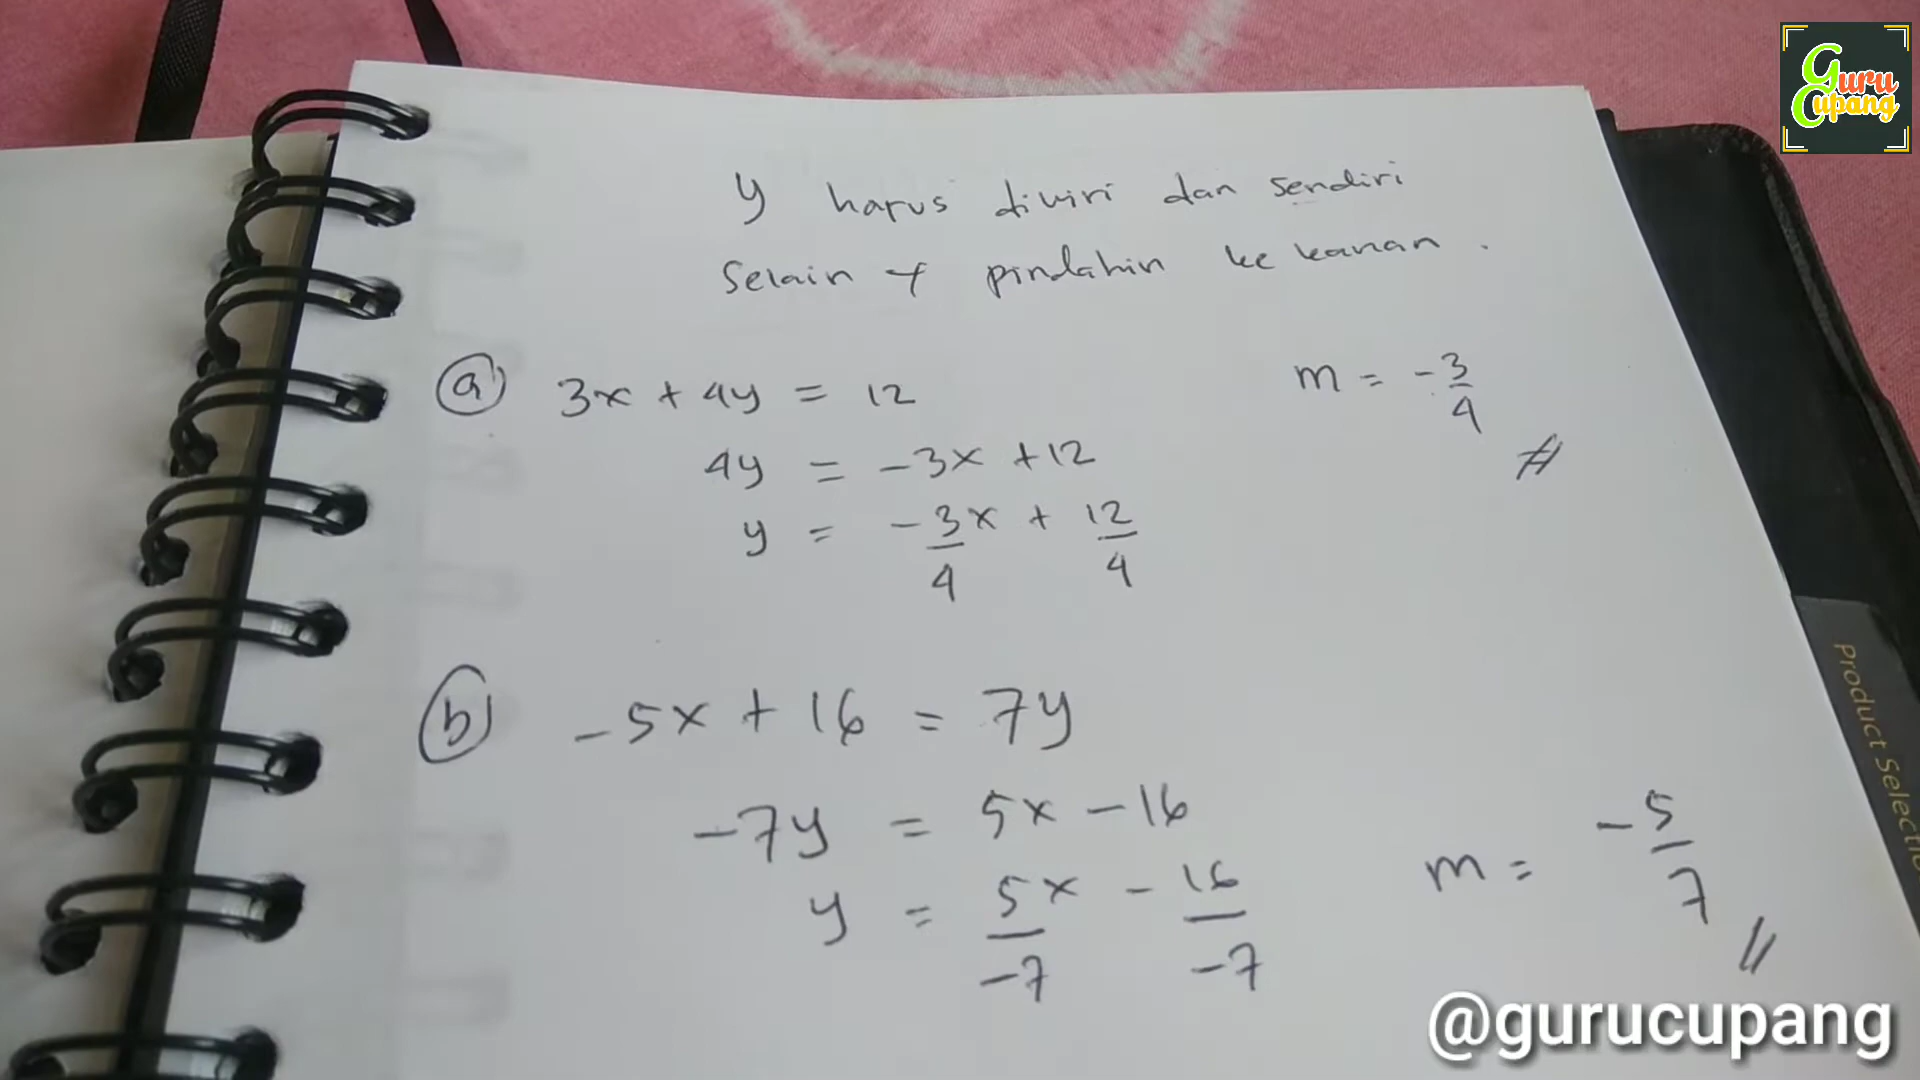 Guru
Cupang
y harus dikiri dan sendiri
Selain y pindahin ke kanan.
a) 3x + 4y = 12
4y = -3x + 12
y = -3/4 x + 12/4
m = -3/4
//
b) -5x + 16 = 7y
-7y = 5x - 16
y = 5x/-7 - 16/-7
m = -5/7 //
Product Selectio
@gurucupang